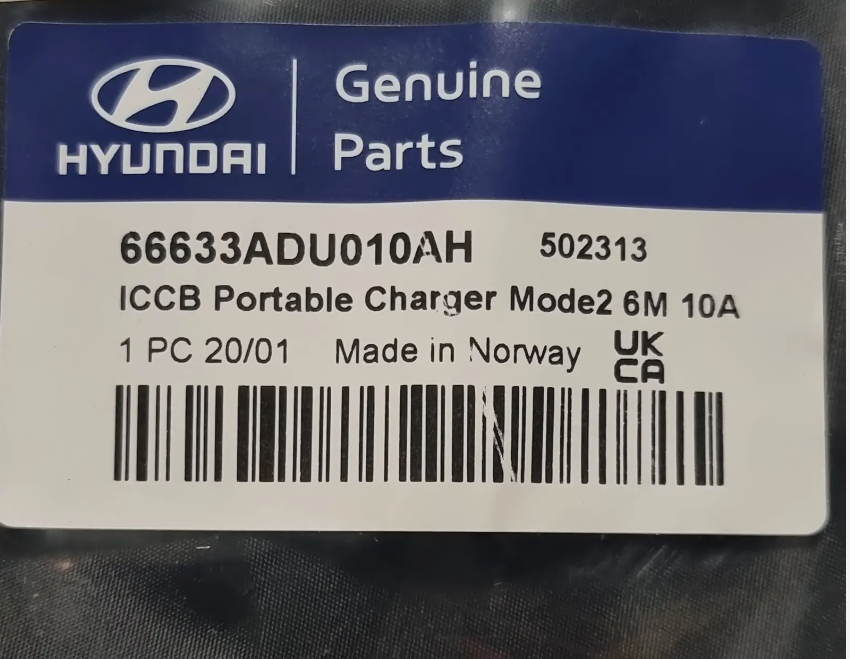 HYUNDAI
Genuine
Parts
66633ADU010AH 502313
ICCB Portable Charger Mode2 6M 10A
1 PC 20/01 Made in Norway UK
CA